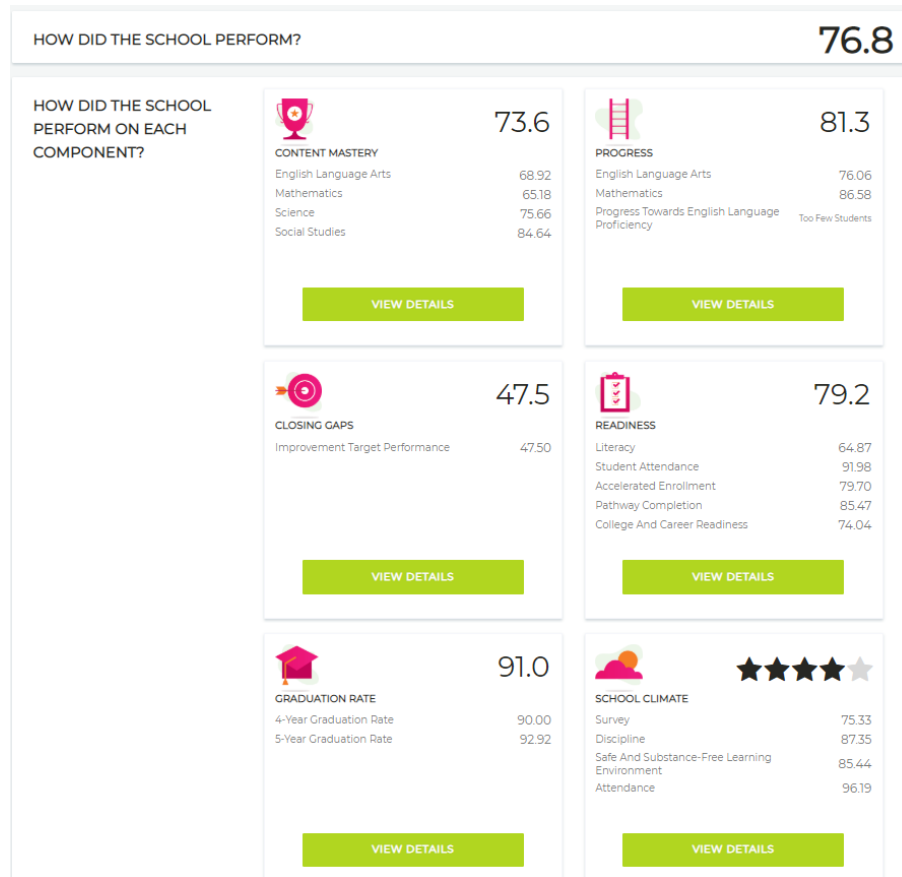 HOW DID THE SCHOOL PERFORM?
76.8
HOW DID THE SCHOOL
PERFORM ON EACH
COMPONENT?
73.6
CONTENT MASTERY
English Language Arts 68.92
Mathematics 65.18
Science 75.66
Social Studies 84.64
VIEW DETAILS
81.3
PROGRESS
English Language Arts 76.06
Mathematics 86.58
Progress Towards English Language
Proficiency
Too Few Students
VIEW DETAILS
47.5
CLOSING GAPS
Improvement Target Performance 47.50
VIEW DETAILS
79.2
READINESS
Literacy 64.87
Student Attendance 91.98
Accelerated Enrollment 79.70
Pathway Completion 85.47
College And Career Readiness 74.04
VIEW DETAILS
91.0
GRADUATION RATE
4-Year Graduation Rate 90.00
5-Year Graduation Rate 92.92
VIEW DETAILS
SCHOOL CLIMATE
Survey 75.33
Discipline 87.35
Safe And Substance-Free Learning
Environment
85.44
Attendance 96.19
VIEW DETAILS